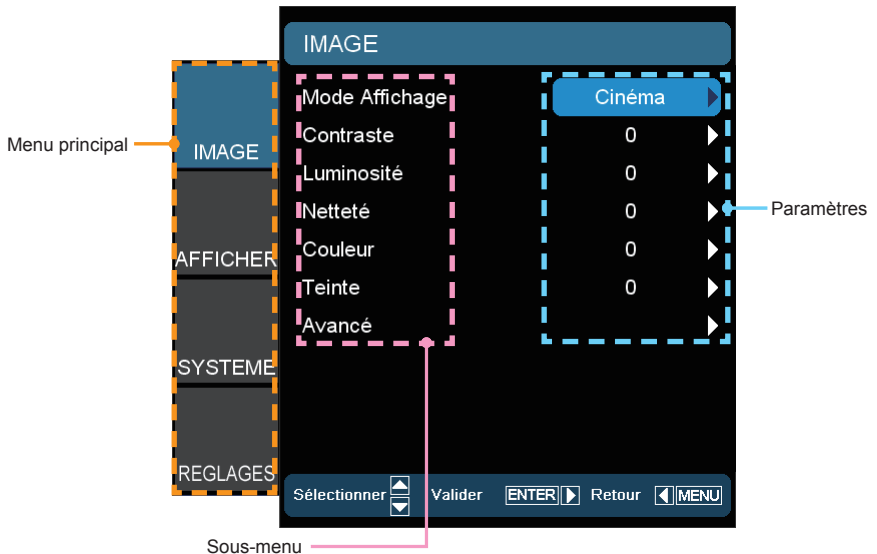 IMAGE
Mode Affichage Cinéma
Contraste 0
Luminosité 0
Netteté 0
Couleur 0
Teinte 0
Avancé
Menu principal
IMAGE
AFFICHER
SYSTEME
REGLAGES
Paramètres
Sélectionner Valider ENTER Retour MENU
Sous-menu